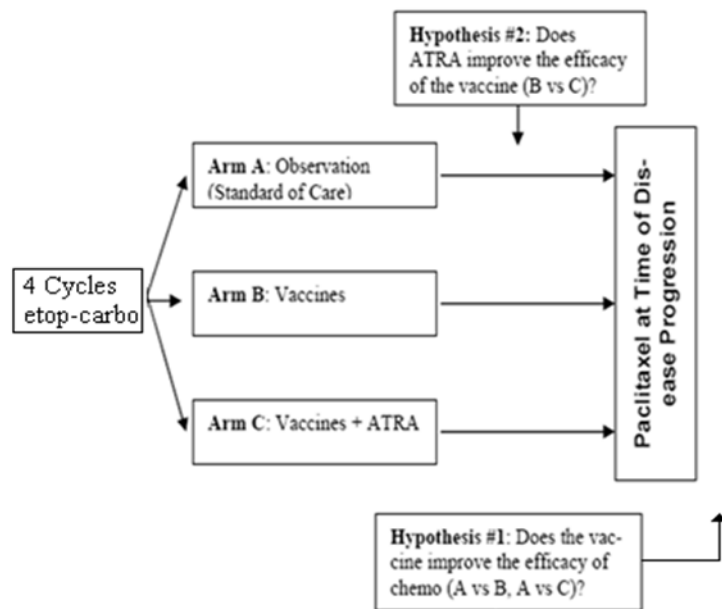 Hypothesis #2: Does
ATRA improve the efficacy
of the vaccine (B vs C)?
Arm A: Observation
(Standard of Care)
4 Cycles
etop-carbo
Arm B: Vaccines
Arm C: Vaccines + ATRA
Paclitaxel at Time of Dis-
ease Progression
Hypothesis #1: Does the vac-
cine improve the efficacy of
chemo (A vs B, A vs C)?